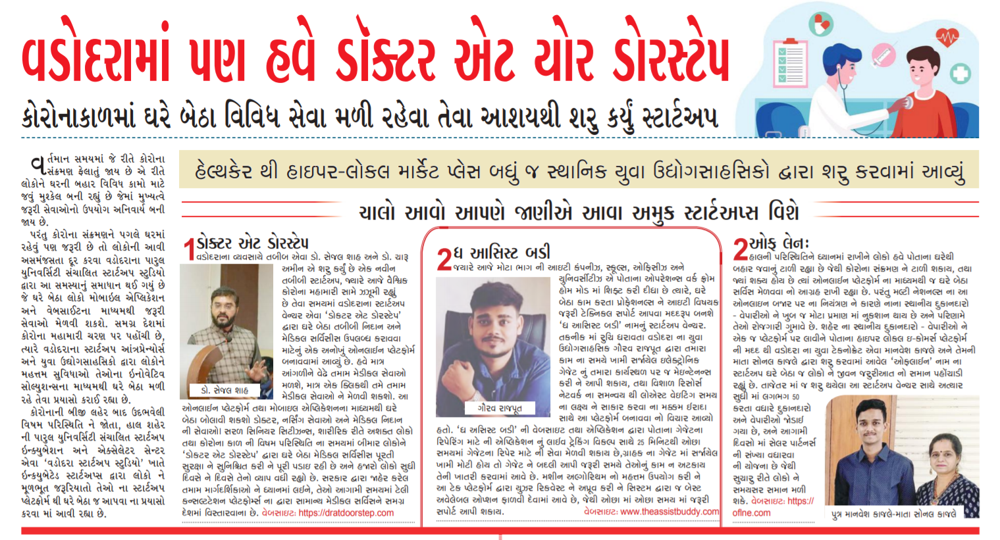 વડોદરામાં પણ હવે ડૉક્ટર એટ યોર ડોરસ્ટેપ
કોરોનાકાળમાં ઘરે બેઠા વિવિધ સેવા મળી રહેવા તેવા આશયથી શરુ કર્યું સ્ટાર્ટઅપ
વર્તમાન સમયમાં જે રીતે કોરોના
સંક્રમણ ફેલાતું જાય છે એ રીતે
લોકોને ઘરની બહાર વિવિધ કામો માટે
જવું મુશ્કેલ બની રહ્યું છે જેમાં મુખ્યત્વે
જરૂરી સેવાઓનો ઉપયોગ અનિવાર્ય બની
જાય છે.
પરંતુ કોરોના સંક્રમણને પગલે ઘરમાં
રહેવું પણ જરૂરી છે તો લોકોની આવી
અસમંજસતા દૂર કરવા વડોદરાના પારુલ
યુનિવર્સિટી સંચાલિત સ્ટાર્ટઅપ સ્ટુડિયો
દ્વારા આ સમસ્યાનું સમાધાન થઈ ગયું છે
જે ઘરે બેઠા લોકો મોબાઇલ એપ્લિકેશન
અને વેબસાઈટના માધ્યમથી જરૂરી
સેવાઓ મેળવી શકશે. સમગ્ર દેશમાં
કોરોના મહામારી ચરણ પર પહોંચી છે,
ત્યારે વડોદરાના સ્ટાર્ટઅપ આંત્રપ્રેન્યોર્સ
અને યુવા ઉદ્યોગસાહસિકો દ્વારા લોકોને
મહત્તમ સુવિધાઓ તેઓના ઇનોવેટિવ
સોલ્યુશન્સના માધ્યમથી ઘરે બેઠા મળી
રહે તેવા પ્રયાસો કરાઈ રહ્યા છે.
કોરોનાની બીજી લહેર બાદ ઉદભવેલી
વિષમ પરિસ્થિતિ ને જોતા, હાલ શહેર
ની પારુલ યુનિવર્સિટી સંચાલિત સ્ટાર્ટઅપ
ઇન્ક્યુબેશન અને એક્સેલેટર સેન્ટર
એવા ‘વડોદરા સ્ટાર્ટઅપ સ્ટુડિયો’ ખાતે
ઇન્ક્યુબેટેડ સ્ટાર્ટઅપ્સ દ્વારા લોકો ને
મૂળભૂત જરૂરિયાતો તેઓ ના સ્ટાર્ટઅપ
પ્લેટફોર્મ થી ઘરે બેઠા જ આપવા ના પ્રયાસો
કરવા માં આવી રહ્યા છે.
હેલ્થકેર થી હાઇપર-લોકલ માર્કેટ પ્લેસ બધું જ સ્થાનિક યુવા ઉદ્યોગસાહસિકો દ્વારા શરુ કરવામાં આવ્યું
ચાલો આવો આપણે જાણીએ આવા અમુક સ્ટાર્ટઅપ્સ વિશે
1 ડોક્ટર એટ ડોરસ્ટેપ
વડોદરાના વ્યવસાયે તબીલ એવા ડો. સેજલ શાહ અને ડો. ચારૂ
અમીન એ શરુ કર્યું છે એક નવીન
તબીબી સ્ટાર્ટઅપ, જ્યારે આજે વૈશ્વિક
કોરોના મહામારી સામે ઝઝૂમી રહ્યું
છે તેવા સમયમાં વડોદરાના સ્ટાર્ટઅપ
વેન્ચર એવા ‘ડોકટર એટ ડોરસ્ટેપ’
દ્વારા ઘરે બેઠા તબીબી નિદાન અને
મેડિકલ સર્વિસીસ ઉપલબ્ધ કરાવવા
માટેનું એક અનોખું ઓનલાઈન પ્લેટફોર્મ
બનાવવામાં આવ્યું છે. હવે માત્ર
આંગળીને વેઢે તમામ મેડીકલ સેવાઓ
મળશે, માત્ર એક ક્લિકથી તમે તમામ
મેડીકલ સેવાઓ ને મેળવી શકશો. આ
ડો. સેજલ શાહ
ઓનલાઈન પ્લેટફોર્મ તથા મોબાઇલ એપ્લિકેશનના માધ્યમથી ઘરે
બેઠા બોલાવી શકશો ડોક્ટર, નર્સિંગ સેવાઓ અને મેડિકલ નિદાન
ની સેવાઓ। સરળ સિનિયર સિટીઝન્સ, શારીરિક રીતે અશક્ત લોકો
તથા કોરોના કાળ ની વિષમ પરિસ્થિતિ ના સમયમાં બીમાર લોકોને
‘ડોકટર એટ ડોરસ્ટેપ’ દ્વારા ઘરે બેઠા મેડિકલ સર્વિસીસ પૂરતી
સુરક્ષા ને સુનિશ્ચિત કરી ને પૂરી પડાઇ રહી છે અને હજારો લોકો સુધી
દિવસે ને દિવસે તેનો વ્યાપ વધી રહ્યો છે. સરકાર દ્વારા જાહેર કરેલ
તમામ માર્ગદર્શિકાઓ ને ધ્યાનમાં લઈને, તેઓ આગામી સમયમાં ટેલી
કન્સલ્ટેશન પ્લેટફોર્મ્સ ના દ્વારા સામાન્ય મેડીકલ સર્વિસને સમગ્ર
દેશમાં વિસ્તારવાના છે. વેબસાઇટ: https://dratdoorstep.com
2 ધ આસિસ્ટ બડી
જયારે આજે મોટા ભાગ ની આઇટી કંપનીઝ, સ્કૂલ્સ, ઓફિસીઝ અને
યુનિવર્સીટીઝ એ પોતાના ઓપરેશન્સ વર્ક ફ્રોમ
હોમ મોડ માં શિફ્ટ કરી દીધા છે ત્યારે, ઘરે
બેઠા કામ કરતા પ્રોફેશનલ્સ ને આઇટી વિષયક
જરૂરી ટેક્નિકલ સપોર્ટ આપવા મદદરૂપ બનશે
‘ધ આસિસ્ટ બડી’ નામનું સ્ટાર્ટઅપ વેન્ચર.
તકનીક માં રુચિ ધરાવતા વડોદરા ના યુવા
ઉદ્યોગસાહસિક ગૌરવ રાજપૂત દ્વારા તમારા
કામ ના સમયે ખામી સર્જાયેલ ઇલેક્ટ્રોનિક
ગેજેટ નું તમારા કાર્યસ્થળ પર જ મેઇન્ટેનન્સ
કરી ને આપી શકાય, તથા વિશાળ રિસોર્સ
નેટવર્ક ના સમન્વય થી લોએસ્ટ વેઇટિંગ સમય
ના લક્ષ્ય ને સાકાર કરવા ના મક્કમ ઈરાદા
સાથે આ પ્લેટફોર્મ બનાવવા નો વિચાર આવ્યો
ગૌરવ રાજપૂત
હતો. ‘ધ અસિસ્ટ બડી’ ની વેબસાઇટ તથા એપ્લિકેશન દ્વારા પોતાના ગેજેટના
રિપેરિંગ માટે ની એપ્લિકેશન નું લાઈવ ટ્રેકિંગ વિકલ્પ સાથે 25 મિનિટથી ઓછા
સમયમાં ગેજેટના રિપેર માટે ની સેવા મેળવી શકાય છે,ગ્રાહક ના ગેજેટ માં સર્જાયેલ
ખામી મોટી હોય તો ગેજેટ ને બદલી આપી જરૂરી સમયે તેઓનું કામ ન અટકાય
તેની ખાતરી કરવામાં આવે છે. મશીન અલ્ગોરિથમ નો મહત્તમ ઉપયોગ કરી ને
આ ટેક પ્લેટફોર્મ દ્વારા યુઝર રિકવેસ્ટ ને અપ્રૂવ કરી ને સિસ્ટમ દ્વારા જ બેસ્ટ
અવેલેબલ ઓપ્શન ફાળવી દેવામાં આવે છે, જેથી ઓછા માં ઓછા સમય માં જરૂરી
સપોર્ટ આપી શકાય. વેબસાઇટ: www.theassistbuddy.com
2 ઓફ લેન:
હાલની પરિસ્થિતિને ધ્યાનમાં રાખીને લોકો હવે પોતાના ઘરેથી
બહાર જવાનું ટાળી રહ્યા છે જેથી કોરોના સંક્રમણ ને ટાળી શકાય, તથા
જ્યાં શક્ય હોય છે ત્યાં ઓનલાઈન પ્લેટફોર્મ ના માધ્યમથી જ ઘરે બેઠા
સર્વિસ મેળવવા નો આગ્રહ રાખી રહ્યા છે. પરંતુ મલ્ટી નેશનલ્સ ના આ
ઓનલાઇન બજાર પર ના નિયંત્રણ ને કારણે નાના સ્થાનીય દુકાનદારો
- વેપારીઓ ને ખુબ જ મોટા પ્રમાણ માં નુકશાન થાય છે અને પરિણામે
તેઓ રોજગારી ગુમાવે છે. શહેર ના સ્થાનીય દુકાનદારો - વેપારીઓ ને
એક જ પ્લેટફોર્મ પર લાવીને પોતાના હાઇપર લોકલ ઇ-કોમર્સ પ્લેટફોર્મ
ની મદદ થી વડોદરા ના યુવા ટેકનોક્રેટ એવા માનવેશ કાજલે અને તેમની
માતા સોનલ કાજલે દ્વારા શરુ કરવામાં આવેલ ‘ઓફલાઈન’ નામ ના
સ્ટાર્ટઅપ ઘરે બેઠા જ લોકો ને જીવન જરૂરીઆત નો સમાન પહોંચાડી
રહ્યું છે. તાજેતર માં જ શરુ થયેલા આ સ્ટાર્ટઅપ વેન્ચર સાથે અત્યાર
સુધી માં લગભગ 50
કરતા વધારે દુકાનદારો
અને વેપારીઓ જોડાઈ
ગયા છે, અને આગામી
દિવસો માં સેલર પાર્ટનર્સ
ની સંખ્યા વધારવા
ની યોજના છે જેથી
સુચારુ રીતે લોકો ને
સમયસર સમાન મળી
શકે. વેબસાઇટ: https://
oflne.com
પુત્ર માનવેશ કાજલે-માતા સોનલ કાજલે